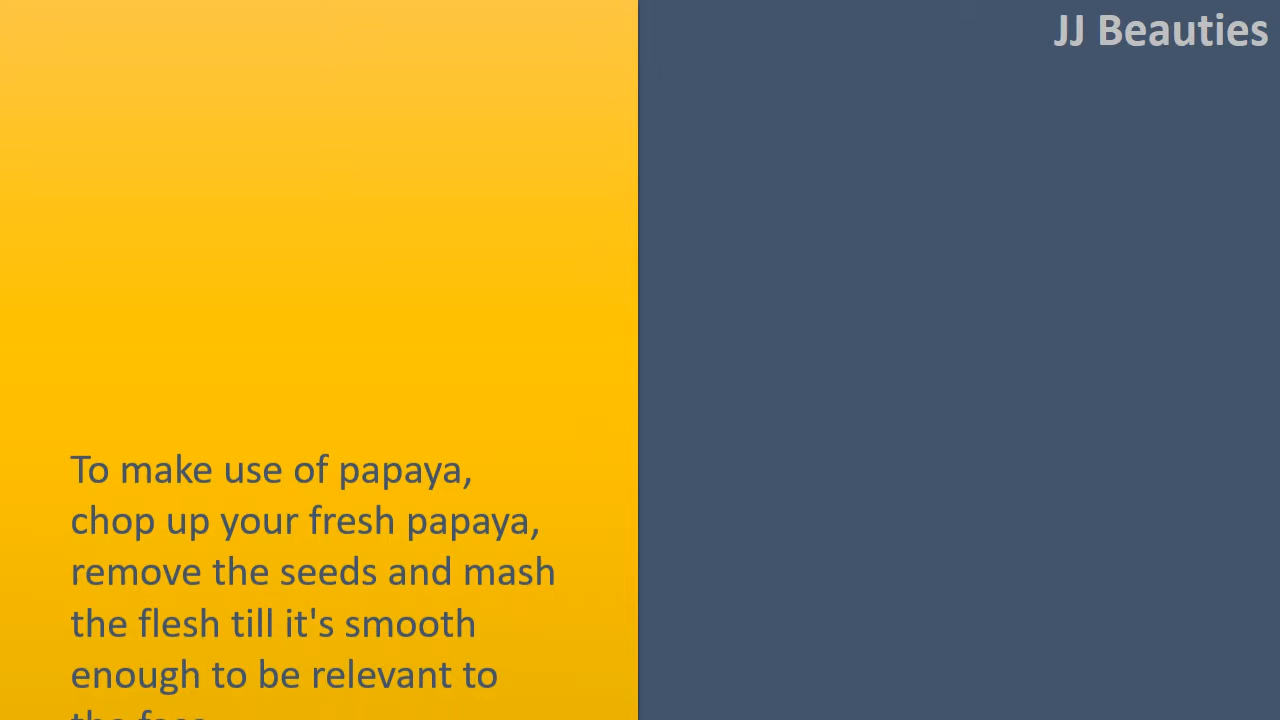 JJ Beauties
To make use of papaya,
chop up your fresh papaya,
remove the seeds and mash
the flesh till it's smooth
enough to be relevant to